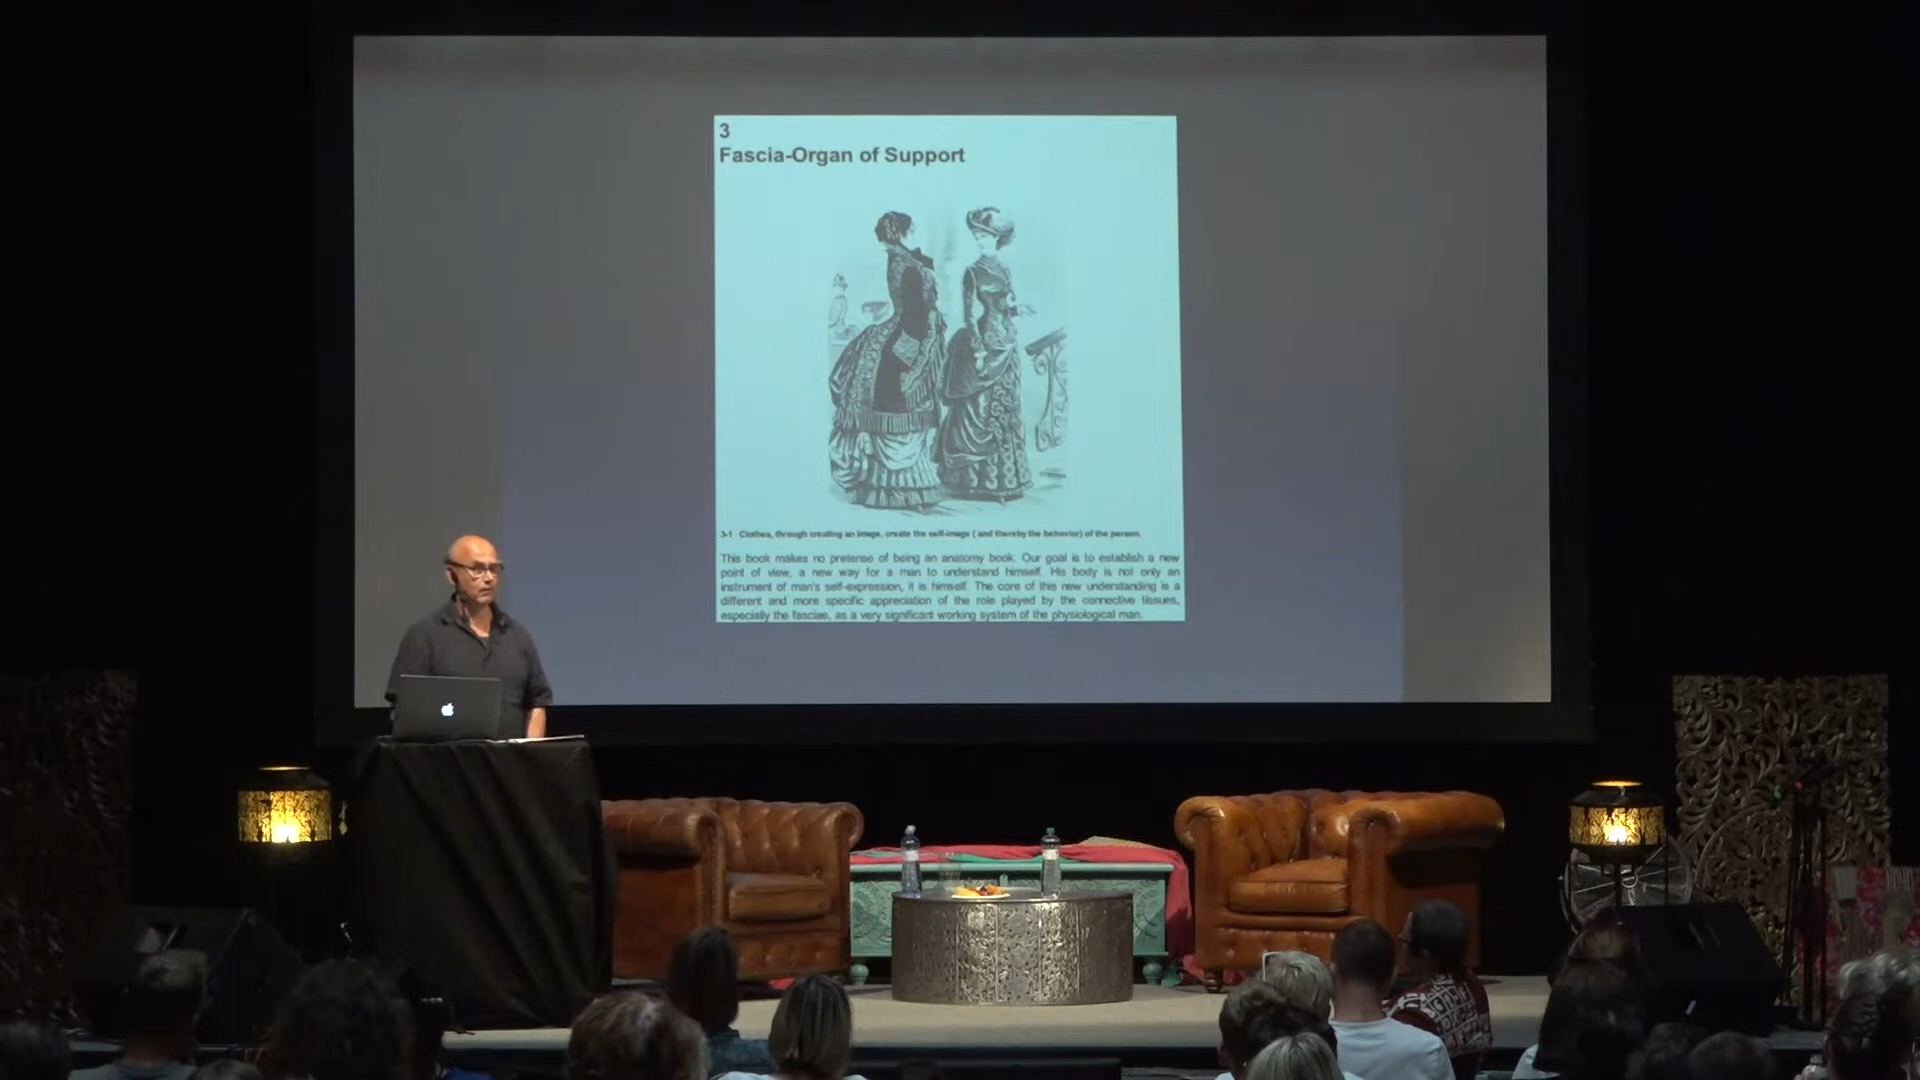 3
Fascia-Organ of Support
3-1 Clothes, through creating an image, create the self-image ( and thereby the behavior) of the person.
This book makes no pretense of being an anatomy book. Our goal is to establish a new
point of view, a new way for a man to understand himself. His body is not only an
instrument of man's self-expression, it is himself. The core of this new understanding is a
different and more specific appreciation of the role played by the connective tissues,
especially the fasciae, as a very significant working system of the physiological man.